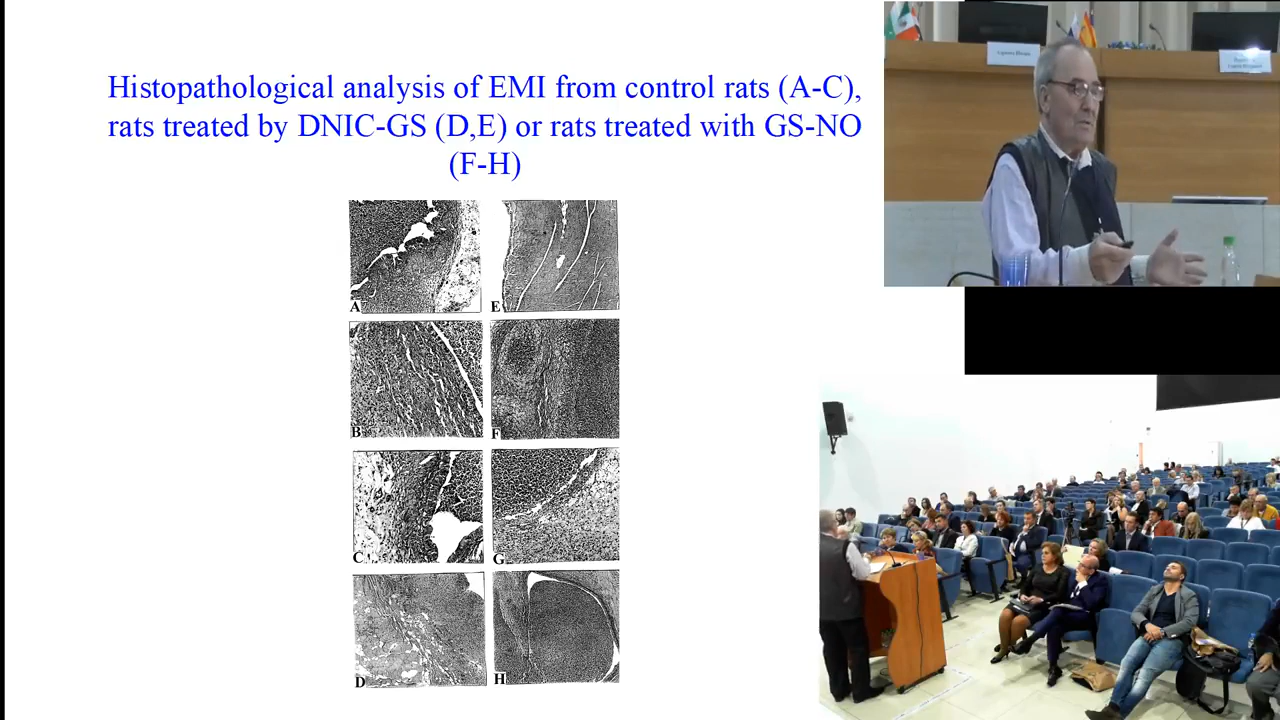 Histopathological analysis of EMI from control rats (A-C),
rats treated by DNIC-GS (D,E) or rats treated with GS-NO
(F-H)
A
E
B
F
C
G
D
H